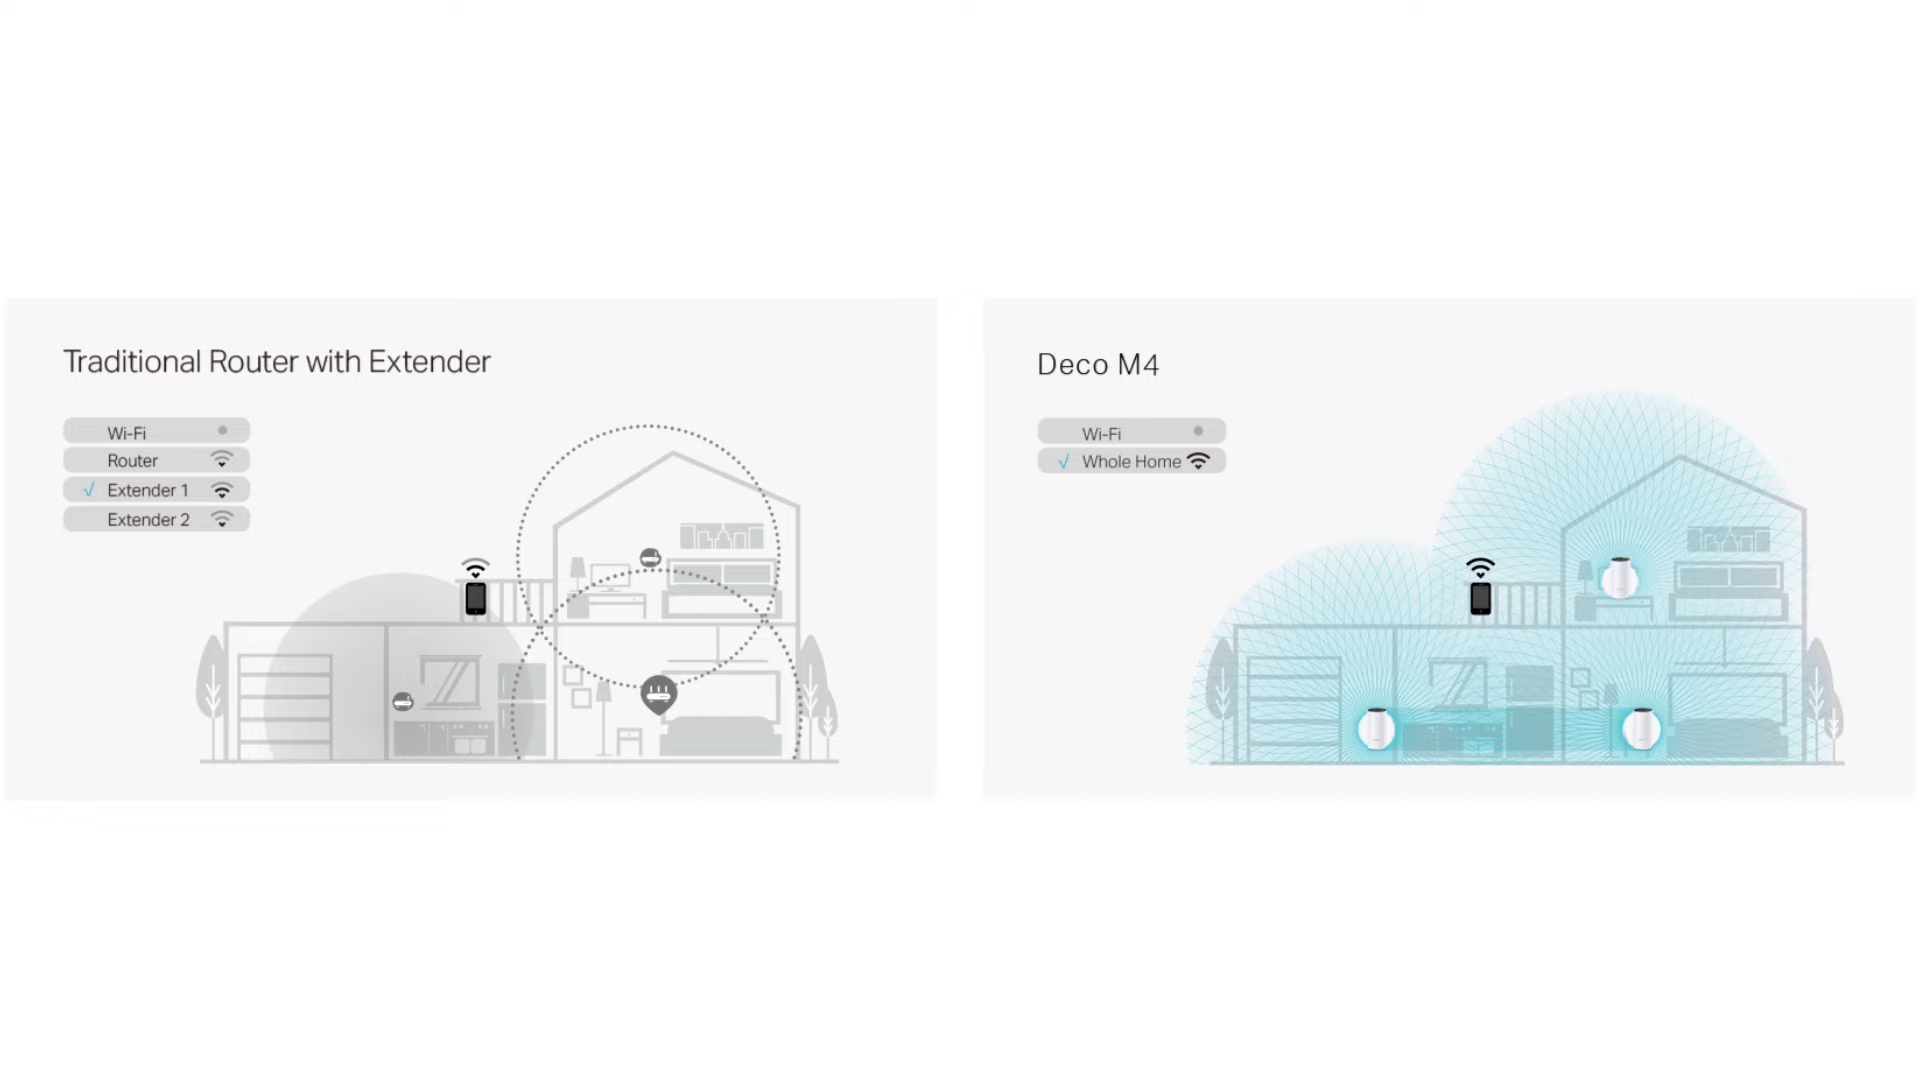 Traditional Router with Extender
Wi-Fi
Router
Extender 1
Extender 2
Deco M4
Wi-Fi
Whole Home